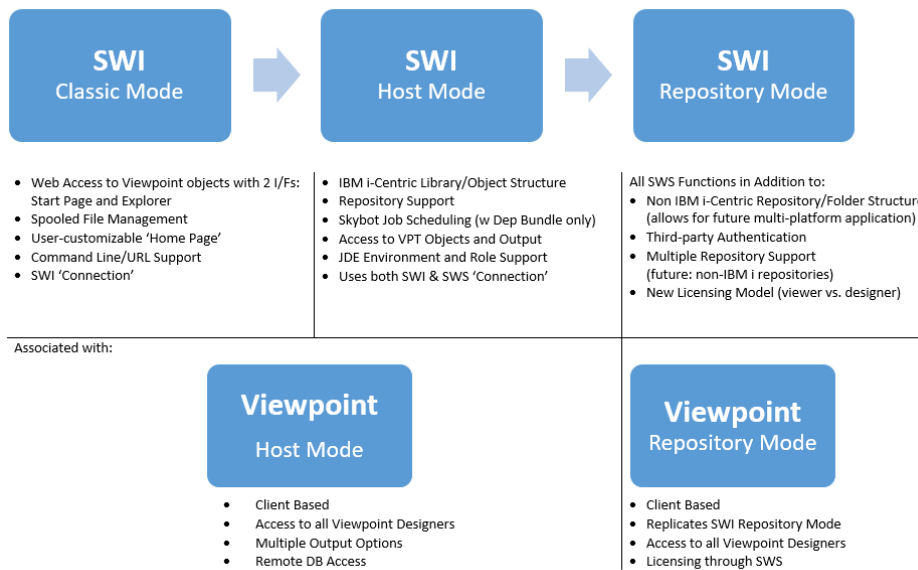 SWI
Classic Mode
SWI
Host Mode
SWI
Repository Mode
• Web Access to Viewpoint objects with 2 I/Fs:
Start Page and Explorer
• Spooled File Management
• User-customizable ‘Home Page’
• Command Line/URL Support
• SWI ‘Connection’
• IBM i-Centric Library/Object Structure
• Repository Support
• Skybot Job Scheduling (w Dep Bundle only)
• Access to VPT Objects and Output
• JDE Environment and Role Support
• Uses both SWI & SWS ‘Connection’
All SWS Functions in Addition to:
• Non IBM i-Centric Repository/Folder Structure
(allows for future multi-platform application)
• Third-party Authentication
• Multiple Repository Support
(future: non-IBM i repositories)
• New Licensing Model (viewer vs. designer)
Associated with:
Viewpoint
Host Mode
• Client Based
• Access to all Viewpoint Designers
• Multiple Output Options
• Remote DB Access
Viewpoint
Repository Mode
• Client Based
• Replicates SWI Repository Mode
• Access to all Viewpoint Designers
• Licensing through SWS